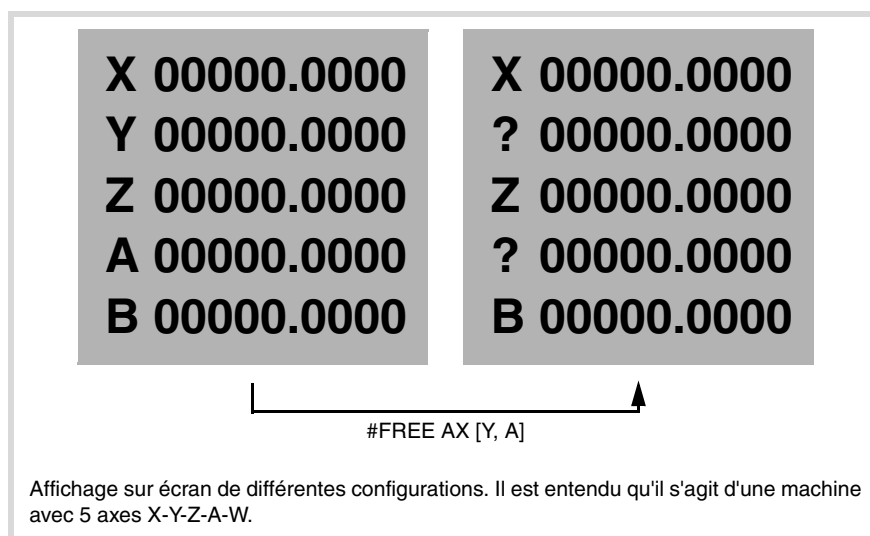 X 00000.0000
Y 00000.0000
Z 00000.0000
A 00000.0000
B 00000.0000
X 00000.0000
? 00000.0000
Z 00000.0000
? 00000.0000
B 00000.0000
#FREE AX [Y, A]
Affichage sur écran de différentes configurations. Il est entendu qu'il s'agit d'une machine
avec 5 axes X-Y-Z-A-W.